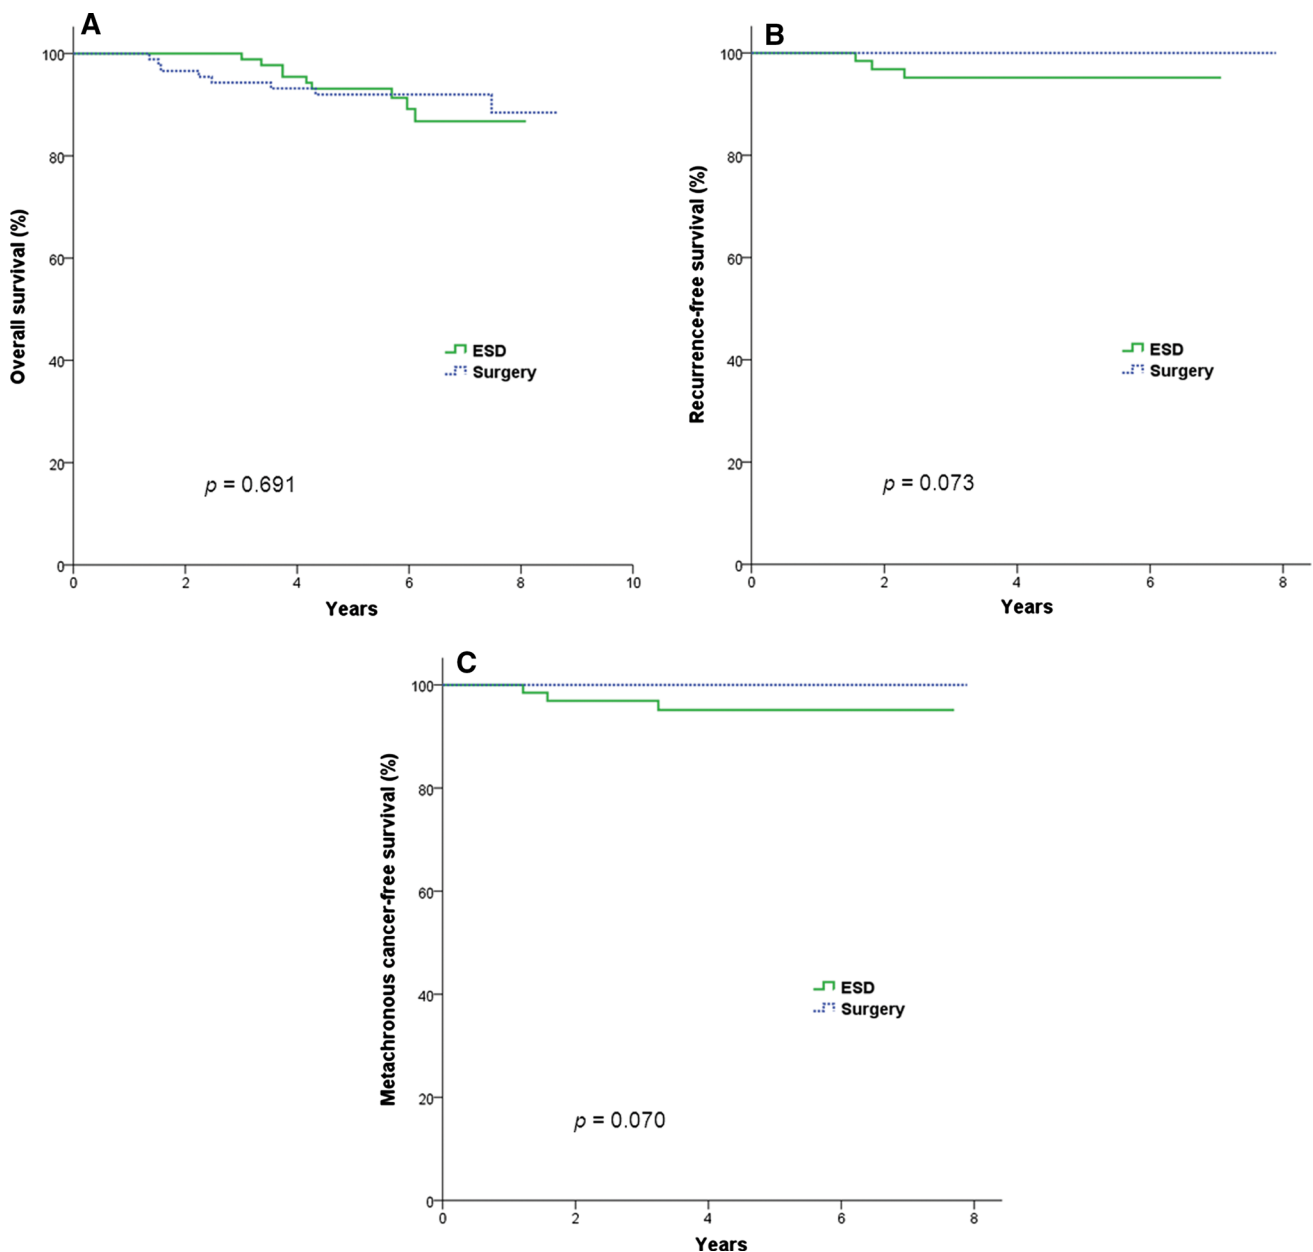 A
100
80
60
40
20
0
Overall survival (%)
ESD
Surgery
p = 0.691
0 2 4 6 8 10
Years
B
100
80
60
40
20
0
Recurrence-free survival (%)
ESD
Surgery
p = 0.073
0 2 4 6 8
Years
C
100
80
60
40
20
0
Metachronous cancer-free survival (%)
ESD
Surgery
p = 0.070
0 2 4 6 8
Years